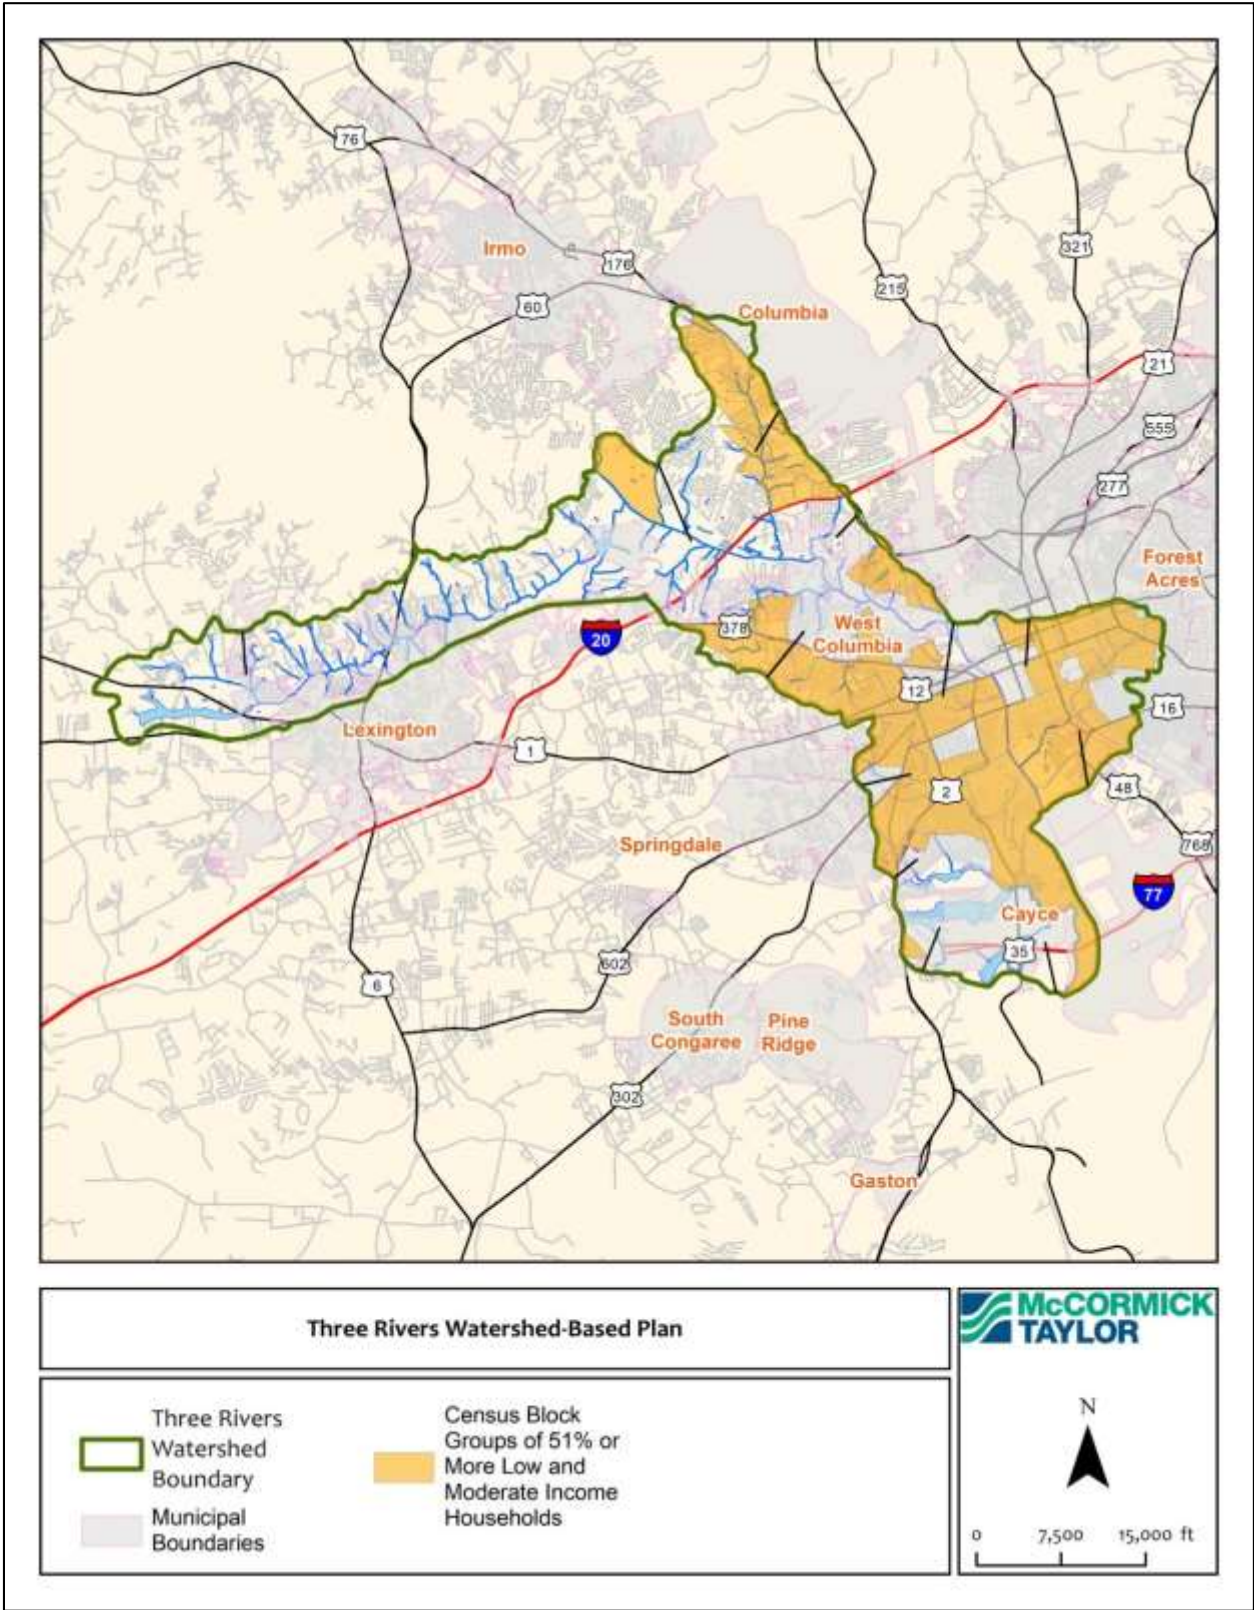 76
Irmo
176
321
215
60
Columbia
21
555
277
Forest
Acres
378
20
West
Columbia
12
16
Lexington
1
2
48
Springdale
768
77
Cayce
35
602
6
South
Congaree
Pine
Ridge
302
Gaston
Three Rivers Watershed-Based Plan
McCORMICK
TAYLOR
Three Rivers
Watershed
Boundary
Municipal
Boundaries
Census Block
Groups of 51% or
More Low and
Moderate Income
Households
N
0 7,500 15,000 ft